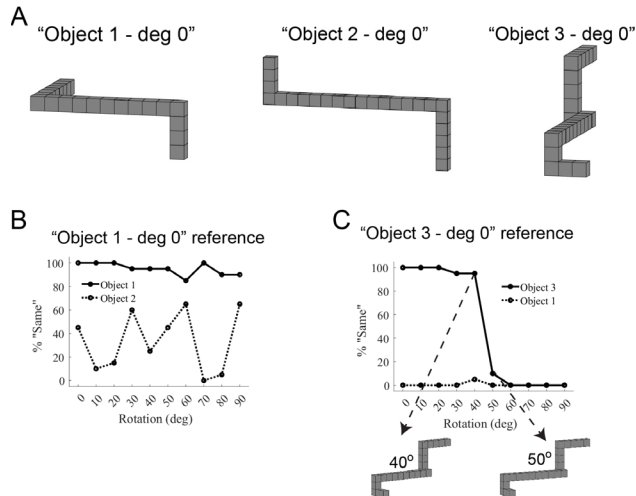 A
“Object 1 - deg 0”
“Object 2 - deg 0”
“Object 3 - deg 0”
B
“Object 1 - deg 0” reference
% "Same"
100
80
60
40
20
0
Object 1
Object 2
0 10 20 30 40 50 60 70 80 90
Rotation (deg)
C
“Object 3 - deg 0” reference
% "Same"
100
80
60
40
20
0
Object 3
Object 1
0 10 20 30 40 50 60 70 80 90
Rotation (deg)
40o
50o